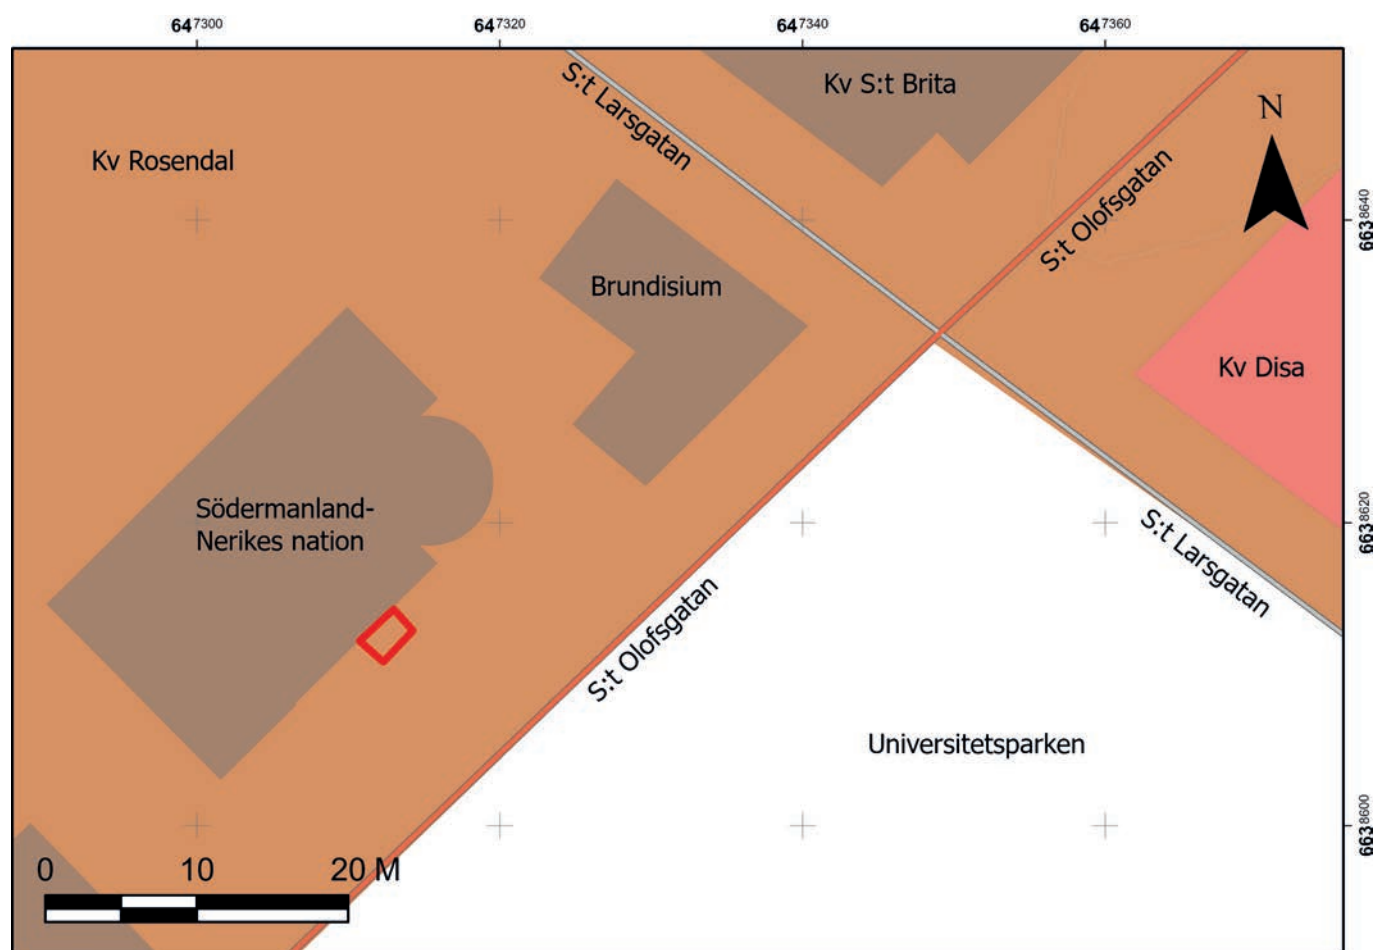 647300 647320 647340 647360
Kv S:t Brita
S:t Larsgatan
N
Kv Rosendal
S:t Olofsgatan
6638640
Brundisium
Kv Disa
Södermanland-
Nerikes nation
6638620
S:t Larsgatan
S:t Olofsgatan
Universitetsparken
6638600
0 10 20 M